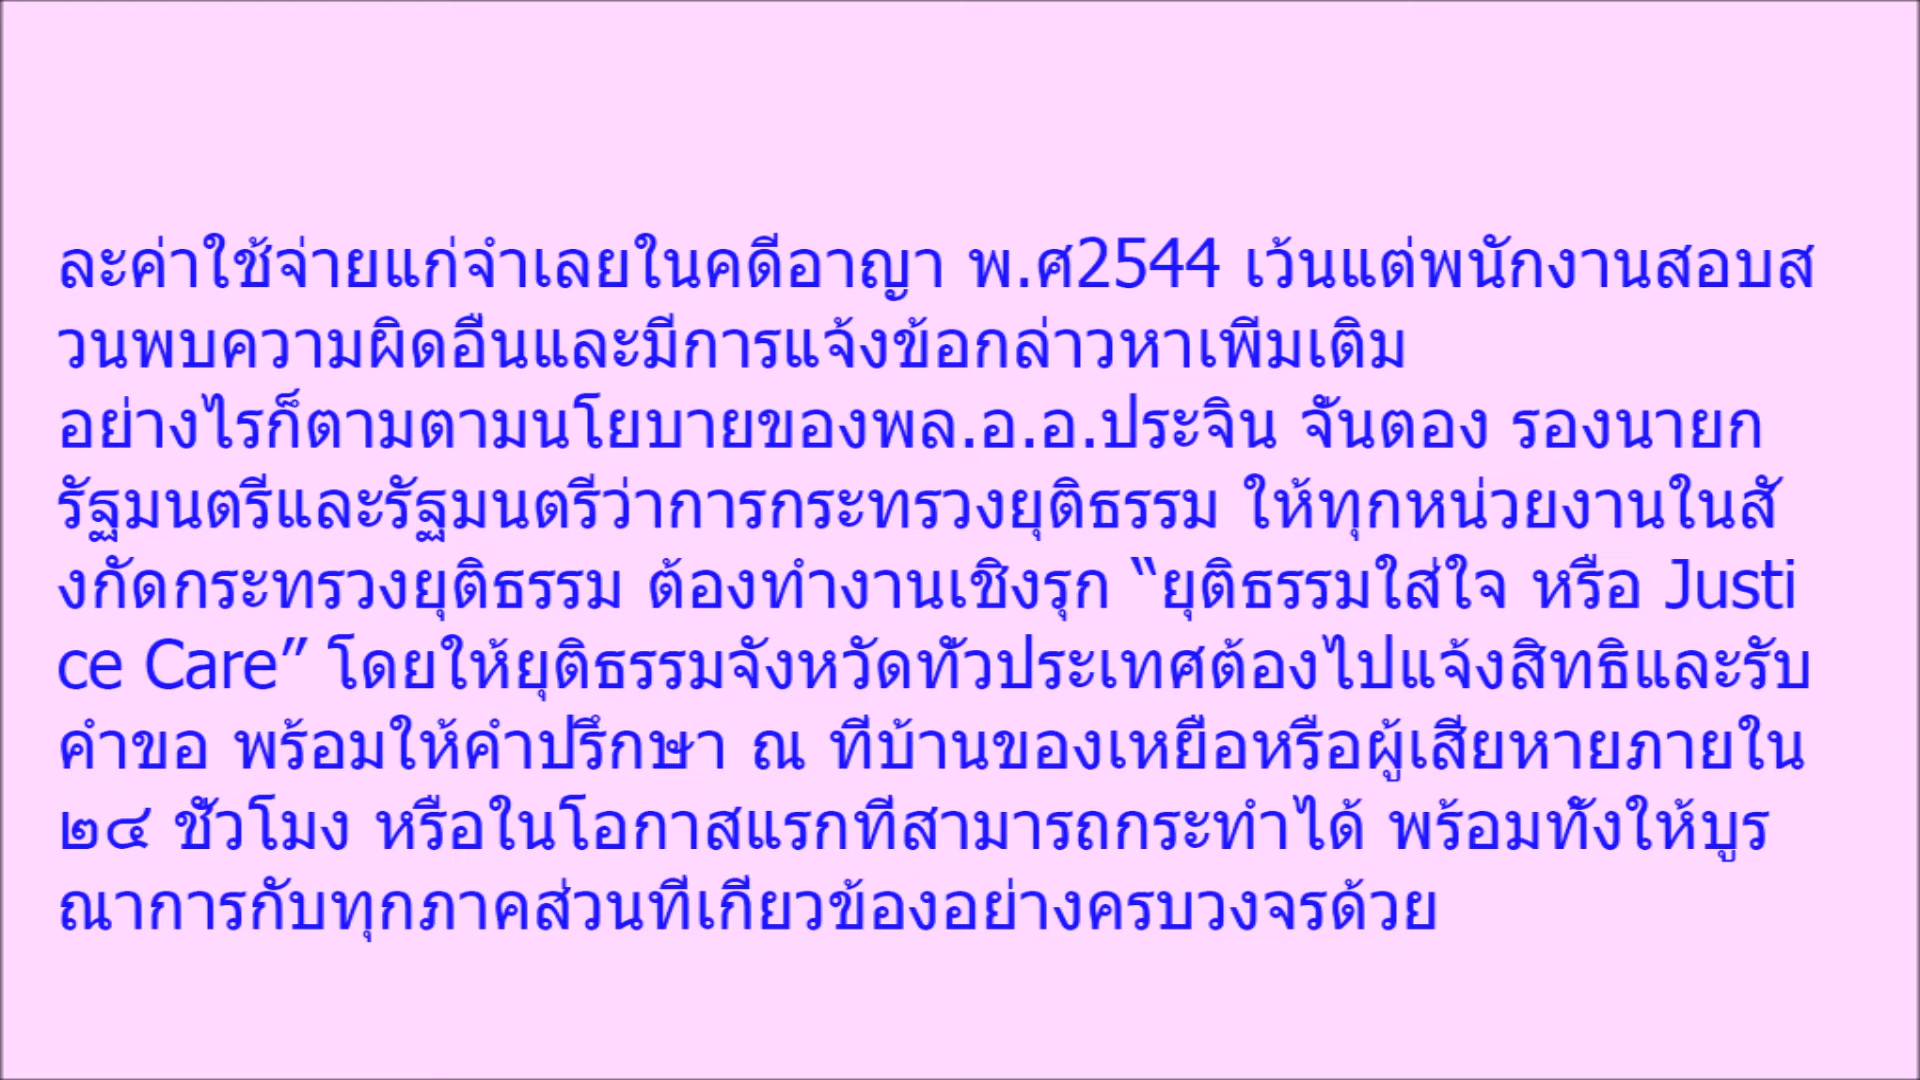 ละค่าใช้จ่ายแก่จำเลยในคดีอาญา พ.ศ2544 เว้นแต่พนักงานสอบส
วนพบความผิดอื่นและมีการแจ้งข้อกล่าวหาเพิ่มเติม
อย่างไรก็ตามตามนโยบายของพล.อ.อ.ประจิน จั่นตอง รองนายก
รัฐมนตรีและรัฐมนตรีว่าการกระทรวงยุติธรรม ให้ทุกหน่วยงานในสั
งกัดกระทรวงยุติธรรม ต้องทำงานเชิงรุก “ยุติธรรมใส่ใจ หรือ Justi
ce Care” โดยให้ยุติธรรมจังหวัดทั่วประเทศต้องไปแจ้งสิทธิและรับ
คำขอ พร้อมให้คำปรึกษา ณ ที่บ้านของเหยื่อหรือผู้เสียหายภายใน
๒๔ ชั่วโมง หรือในโอกาสแรกที่สามารถกระทำได้ พร้อมทั้งให้บูร
ณาการกับทุกภาคส่วนที่เกี่ยวข้องอย่างครบวงจรด้วย